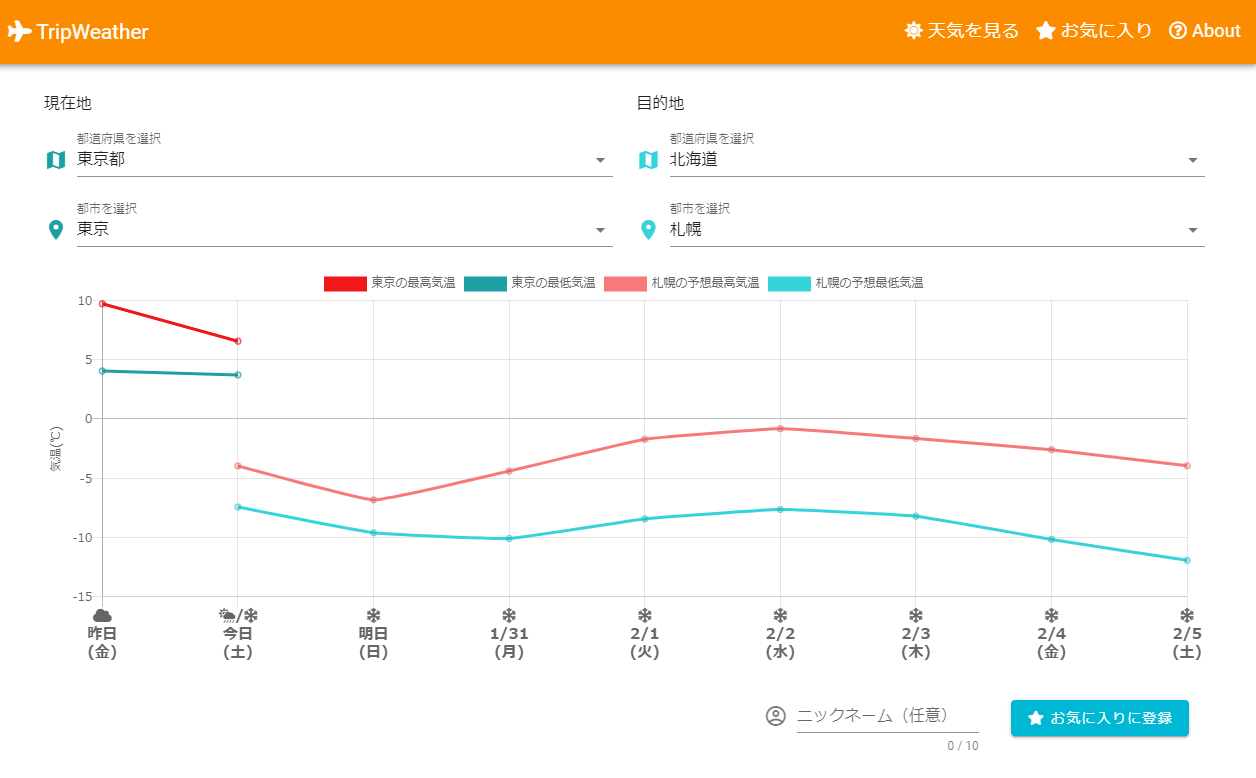 TripWeather
天気を見る お気に入り About
現在地 目的地
都道府県を選択 都道府県を選択
東京都 北海道
都市を選択 都市を選択
東京 札幌
東京の最高気温 東京の最低気温 札幌の予想最高気温 札幌の予想最低気温
10
5
0
-5
-10
-15
気温(℃)
/
昨日 今日 明日 1/31 2/1 2/2 2/3 2/4 2/5
(金) (土) (日) (月) (火) (水) (木) (金) (土)
ニックネーム（任意） お気に入りに登録
0 / 10